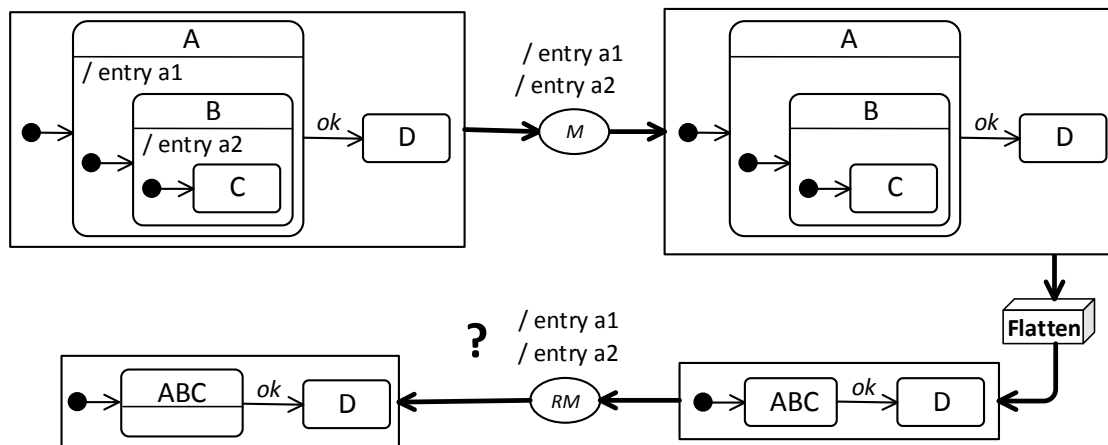 A
/ entry a1
B
/ entry a2
C
ok
D
/ entry a1
/ entry a2
M
A
B
C
ok
D
Flatten
?
/ entry a1
/ entry a2
RM
ABC
ok
D
ABC
ok
D